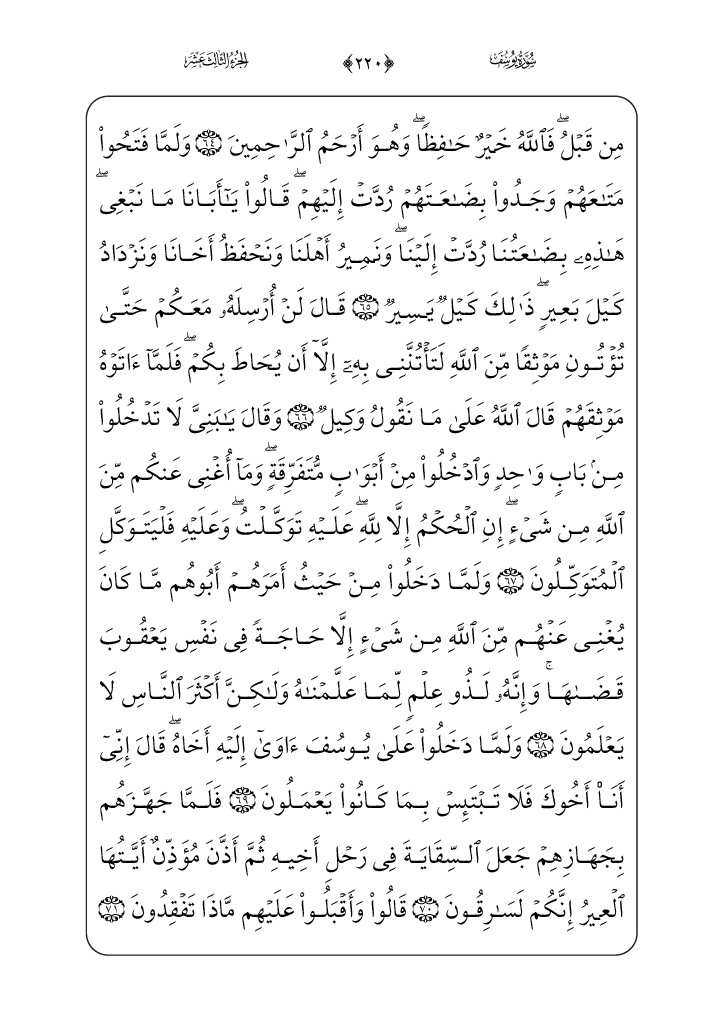 سُورَةُ يُوسُفَ ﴿٢٢٠﴾ الجُزْءُ الثَّالِثَ عَشَرَ
مِن قَبۡلُ ۖ فَٱللَّهُ خَيۡرٌ حَـٰفِظًا ۖ وَهُوَ أَرۡحَمُ ٱلرَّٰحِمِينَ ٦٤ وَلَمَّا فَتَحُوا۟
مَتَـٰعَهُمۡ وَجَدُوا۟ بِضَـٰعَتَهُمۡ رُدَّتۡ إِلَيۡهِمۡ ۖ قَالُوا۟ يَـٰٓأَبَانَا مَا نَبۡغِى ۖ
هَـٰذِهِۦ بِضَـٰعَتُنَا رُدَّتۡ إِلَيۡنَا ۖ وَنَمِيرُ أَهۡلَنَا وَنَحۡفَظُ أَخَانَا وَنَزۡدَادُ
كَيۡلَ بَعِيرٍ ۖ ذَٰلِكَ كَيۡلٌ يَسِيرٌ ٦٥ قَالَ لَنۡ أُرۡسِلَهُۥ مَعَكُمۡ حَتَّىٰ
تُؤۡتُونِ مَوۡثِقًا مِّنَ ٱللَّهِ لَتَأۡتُنَّنِى بِهِۦٓ إِلَّآ أَن يُحَاطَ بِكُمۡ ۖ فَلَمَّآ ءَاتَوۡهُ
مَوۡثِقَهُمۡ قَالَ ٱللَّهُ عَلَىٰ مَا نَقُولُ وَكِيلٌ ٦٦ وَقَالَ يَـٰبَنِىَّ لَا تَدۡخُلُوا۟
مِنۢ بَابٍ وَٰحِدٍ وَٱدۡخُلُوا۟ مِنۡ أَبۡوَٰبٍ مُّتَفَرِّقَةٍ ۖ وَمَآ أُغۡنِى عَنكُم مِّنَ
ٱللَّهِ مِن شَىۡءٍ ۖ إِنِ ٱلۡحُكۡمُ إِلَّا لِلَّهِ ۖ عَلَيۡهِ تَوَكَّلۡتُ ۖ وَعَلَيۡهِ فَلۡيَتَوَكَّلِ
ٱلۡمُتَوَكِّلُونَ ٦٧ وَلَمَّا دَخَلُوا۟ مِنۡ حَيۡثُ أَمَرَهُمۡ أَبُوهُم مَّا كَانَ
يُغۡنِى عَنۡهُم مِّنَ ٱللَّهِ مِن شَىۡءٍ إِلَّا حَاجَةً فِى نَفۡسِ يَعۡقُوبَ
قَضَىٰهَا ۚ وَإِنَّهُۥ لَذُو عِلۡمٍ لِّمَا عَلَّمۡنَـٰهُ وَلَـٰكِنَّ أَكۡثَرَ ٱلنَّاسِ لَا
يَعۡلَمُونَ ٦٨ وَلَمَّا دَخَلُوا۟ عَلَىٰ يُوسُفَ ءَاوَىٰٓ إِلَيۡهِ أَخَاهُ ۖ قَالَ إِنِّىٓ
أَنَا۠ أَخُوكَ فَلَا تَبۡتَئِسۡ بِمَا كَانُوا۟ يَعۡمَلُونَ ٦٩ فَلَمَّا جَهَّزَهُم
بِجَهَازِهِمۡ جَعَلَ ٱلسِّقَايَةَ فِى رَحۡلِ أَخِيهِ ثُمَّ أَذَّنَ مُؤَذِّنٌ أَيَّتُهَا
ٱلۡعِيرُ إِنَّكُمۡ لَسَـٰرِقُونَ ٧٠ قَالُوا۟ وَأَقۡبَلُوا۟ عَلَيۡهِم مَّاذَا تَفۡقِدُونَ ٧١